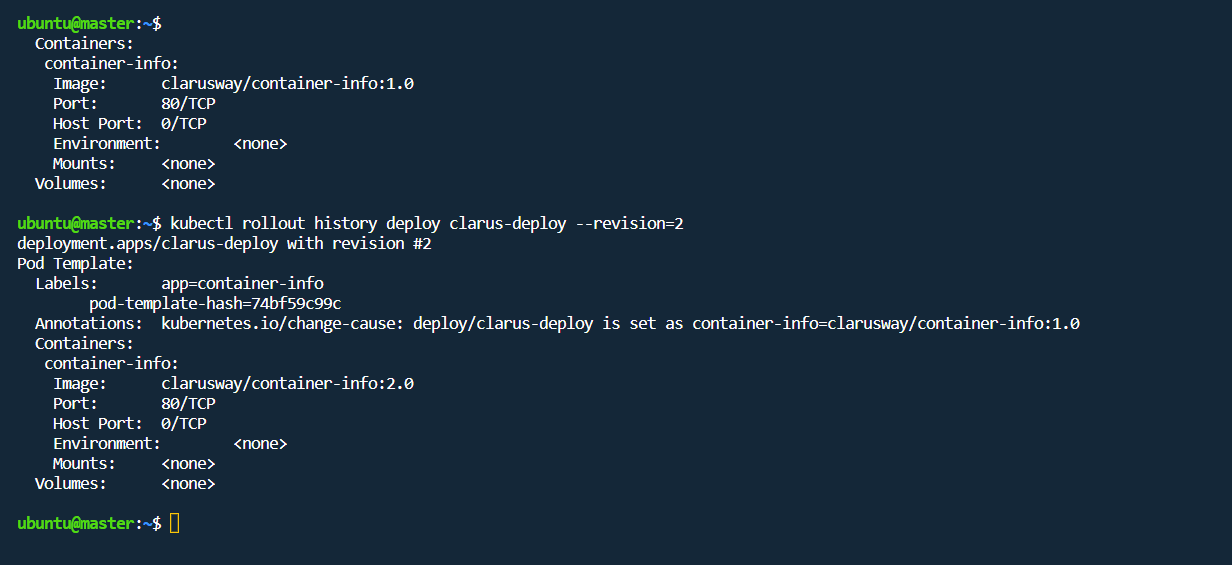 ubuntu@master:~$
  Containers:
   container-info:
    Image:      clarusway/container-info:1.0
    Port:       80/TCP
    Host Port:  0/TCP
    Environment:        <none>
    Mounts:     <none>
  Volumes:      <none>

ubuntu@master:~$ kubectl rollout history deploy clarus-deploy --revision=2
deployment.apps/clarus-deploy with revision #2
Pod Template:
  Labels:       app=container-info
        pod-template-hash=74bf59c99c
  Annotations:  kubernetes.io/change-cause: deploy/clarus-deploy is set as container-info=clarusway/container-info:1.0
  Containers:
   container-info:
    Image:      clarusway/container-info:2.0
    Port:       80/TCP
    Host Port:  0/TCP
    Environment:        <none>
    Mounts:     <none>
  Volumes:      <none>

ubuntu@master:~$